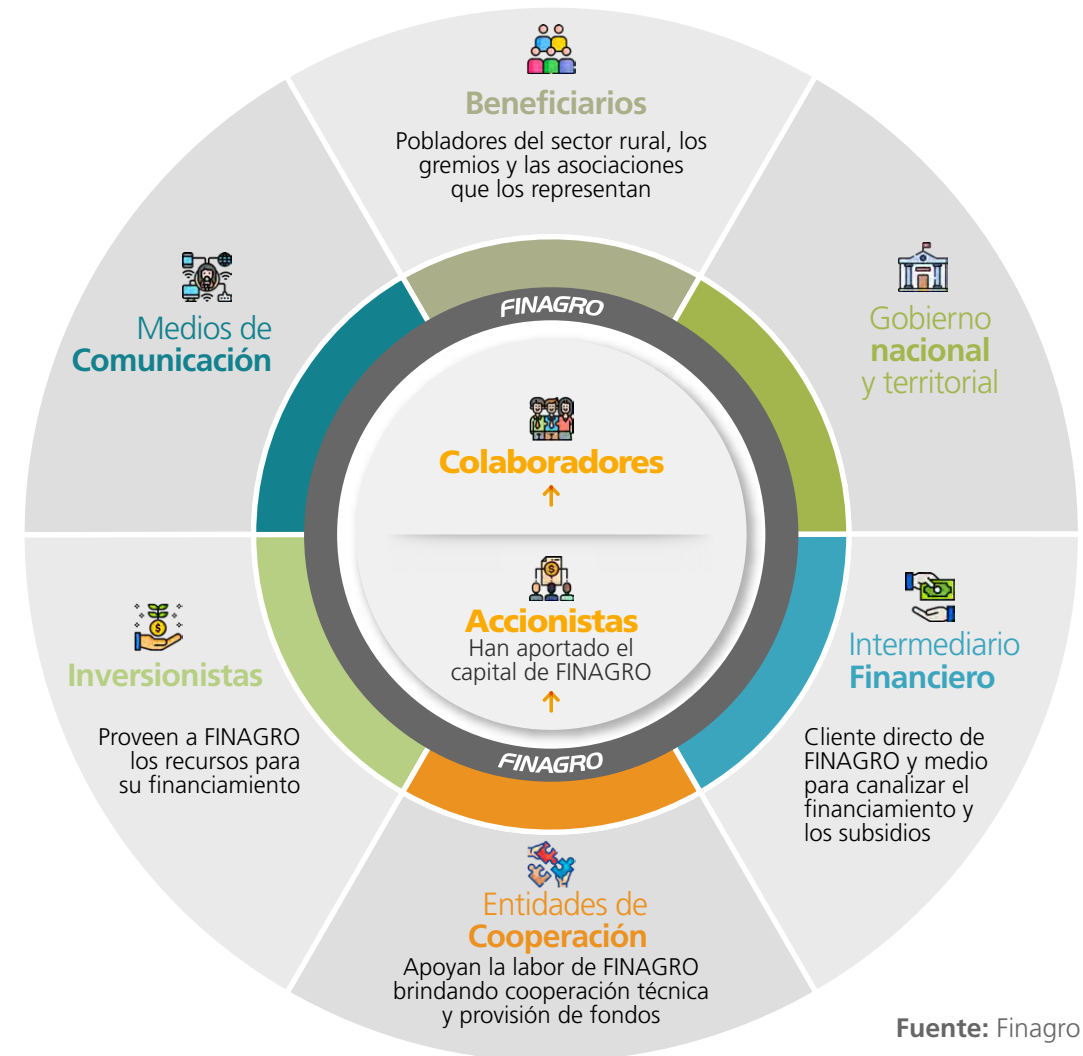 Beneficiarios
Pobladores del sector rural, los
gremios y las asociaciones
que los representan
Medios de
Comunicación
Gobierno
nacional
y territorial
FINAGRO
Colaboradores
Accionistas
Han aportado el
capital de FINAGRO
FINAGRO
Inversionistas
Proveen a FINAGRO
los recursos para
su financiamiento
Intermediario
Financiero
Cliente directo de
FINAGRO y medio
para canalizar el
financiamiento y
los subsidios
Entidades de
Cooperación
Apoyan la labor de FINAGRO
brindando cooperación técnica
y provisión de fondos
Fuente: Finagro